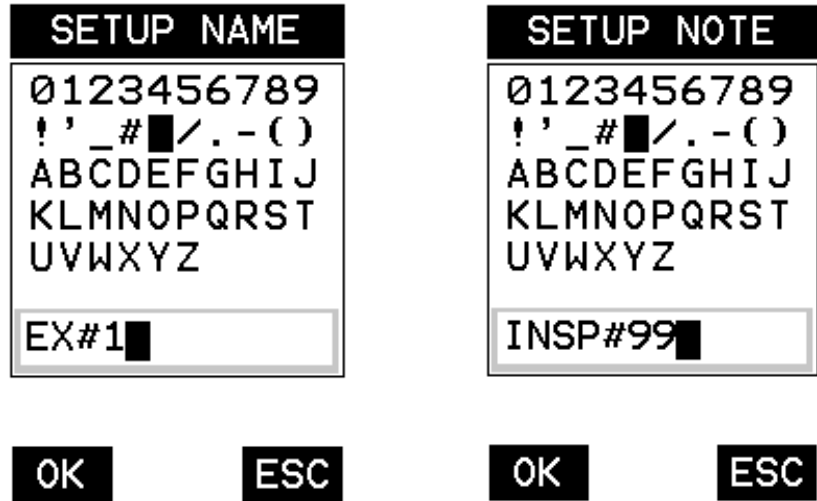 SETUP NAME
0123456789
!'_# /.-()
ABCDEFGHIJ
KLMNOPQRST
UVWXYZ
EX#1
OK ESC
SETUP NOTE
0123456789
!'_# /.-()
ABCDEFGHIJ
KLMNOPQRST
UVWXYZ
INSP#99
OK ESC